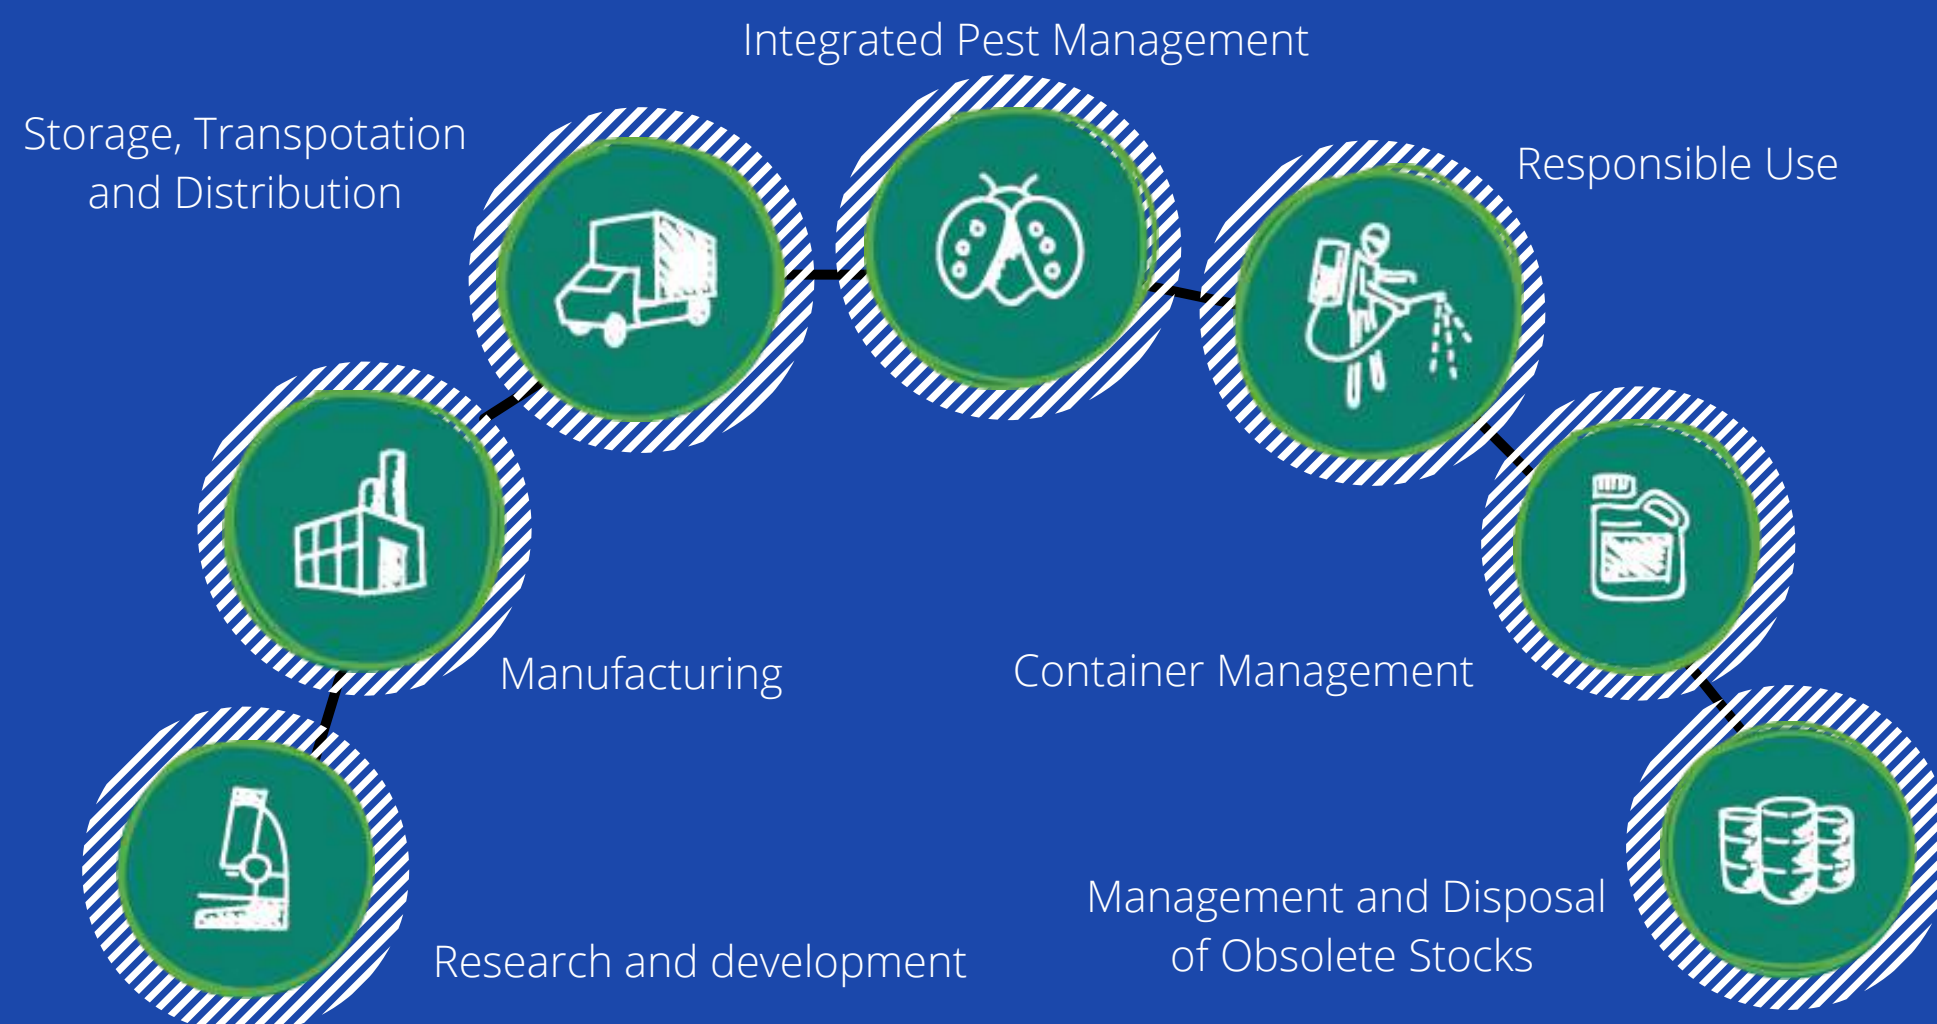 Integrated Pest Management
Storage, Transpotation
and Distribution
Responsible Use
Manufacturing
Container Management
Research and development
Management and Disposal
of Obsolete Stocks